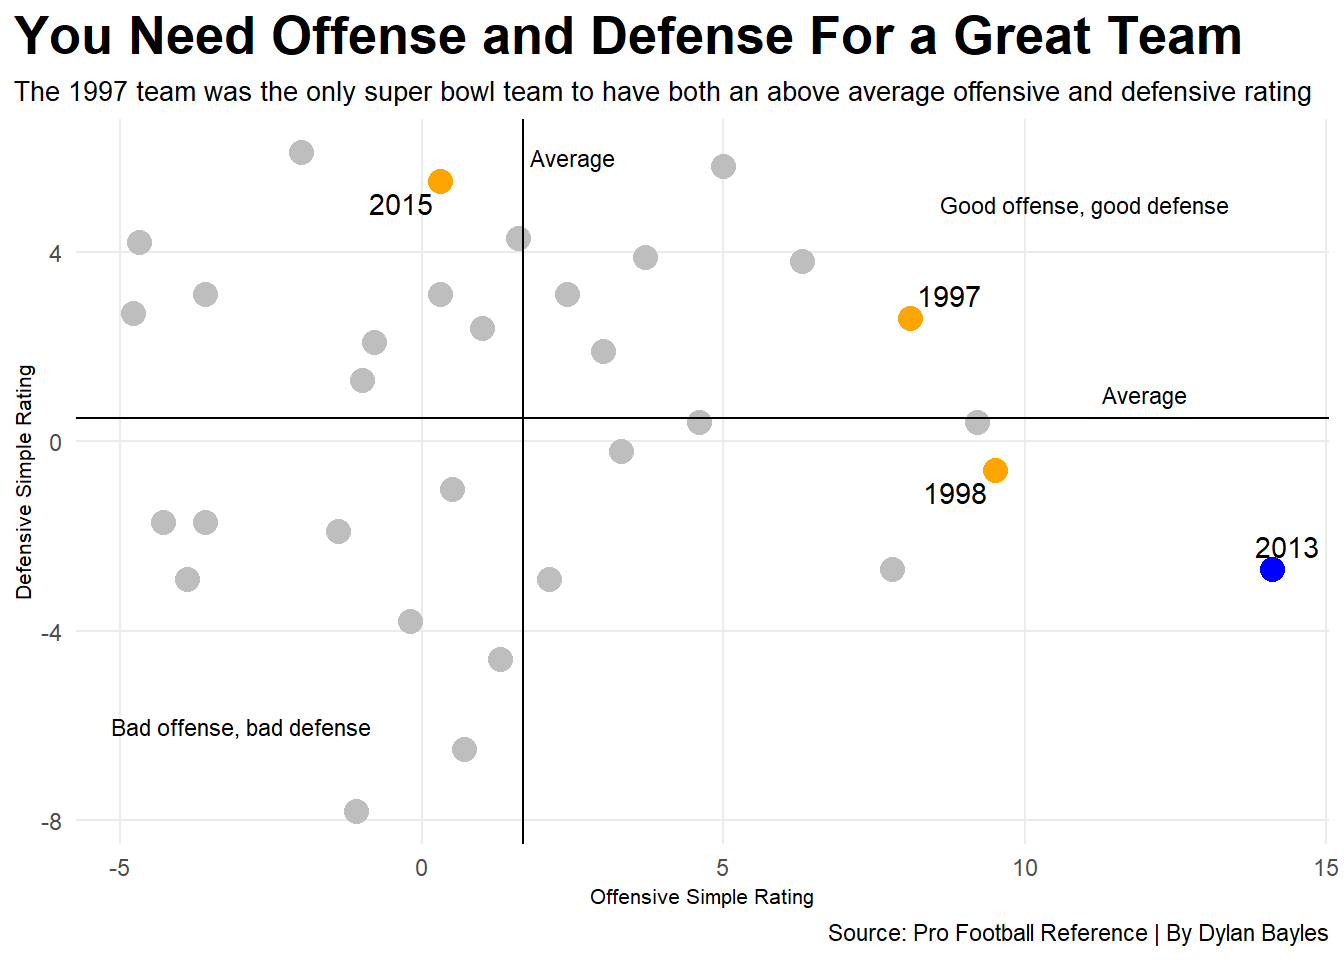 You Need Offense and Defense For a Great Team
The 1997 team was the only super bowl team to have both an above average offensive and defensive rating
Average
2015
Good offense, good defense
4
1997
Average
0
1998
2013
-4
Bad offense, bad defense
-8
Defensive Simple Rating
-5 0 5 10 15
Offensive Simple Rating
Source: Pro Football Reference | By Dylan Bayles